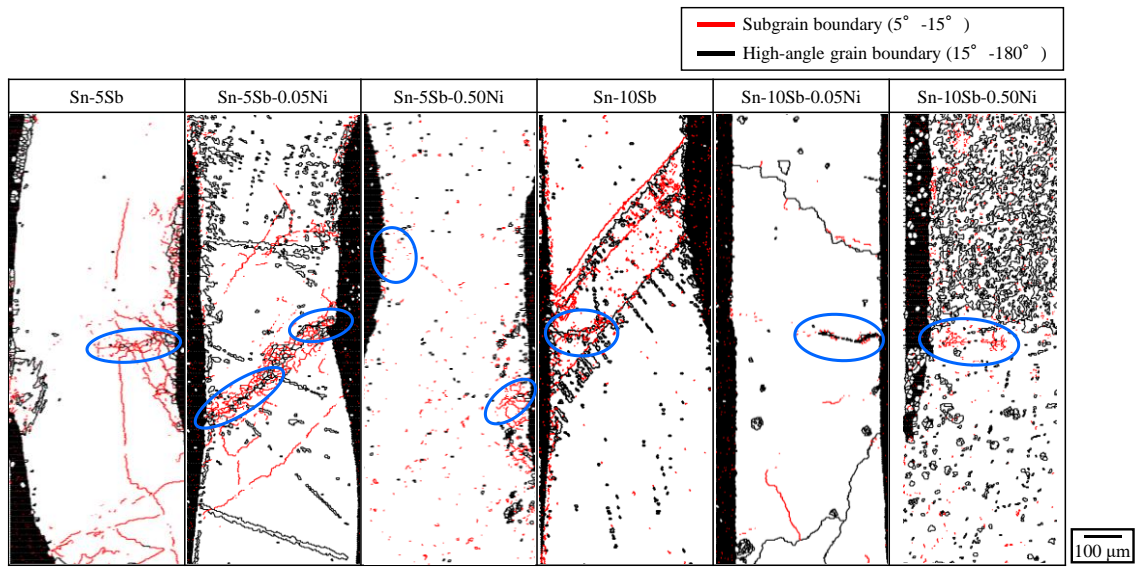 Subgrain boundary (5° -15° )
High-angle grain boundary (15° -180° )
Sn-5Sb
Sn-5Sb-0.05Ni
Sn-5Sb-0.50Ni
Sn-10Sb
Sn-10Sb-0.05Ni
Sn-10Sb-0.50Ni
100 μm